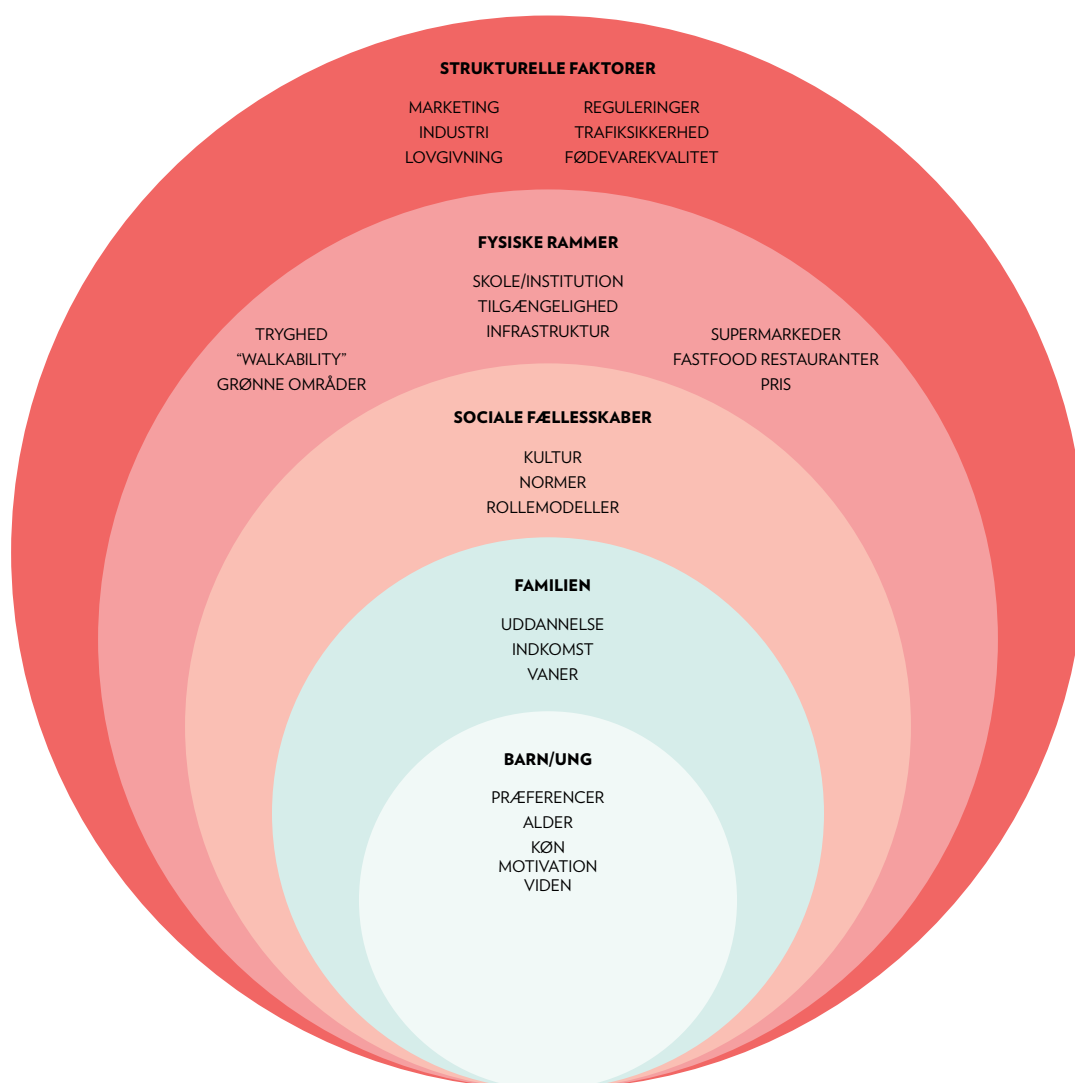 STRUKTURELLE FAKTORER
MARKETING
INDUSTRI
LOVGIVNING
REGULERINGER
TRAFIKSIKKERHED
FØDEVAREKVALITET
FYSISKE RAMMER
SKOLE/INSTITUTION
TILGÆNGELIGHED
INFRASTRUKTUR
TRYGHED
“WALKABILITY”
GRØNNE OMRÅDER
SUPERMARKEDER
FASTFOOD RESTAURANTER
PRIS
SOCIALE FÆLLESSKABER
KULTUR
NORMER
ROLLEMODELLER
FAMILIEN
UDDANNELSE
INDKOMST
VANER
BARN/UNG
PRÆFERENCER
ALDER
KØN
MOTIVATION
VIDEN